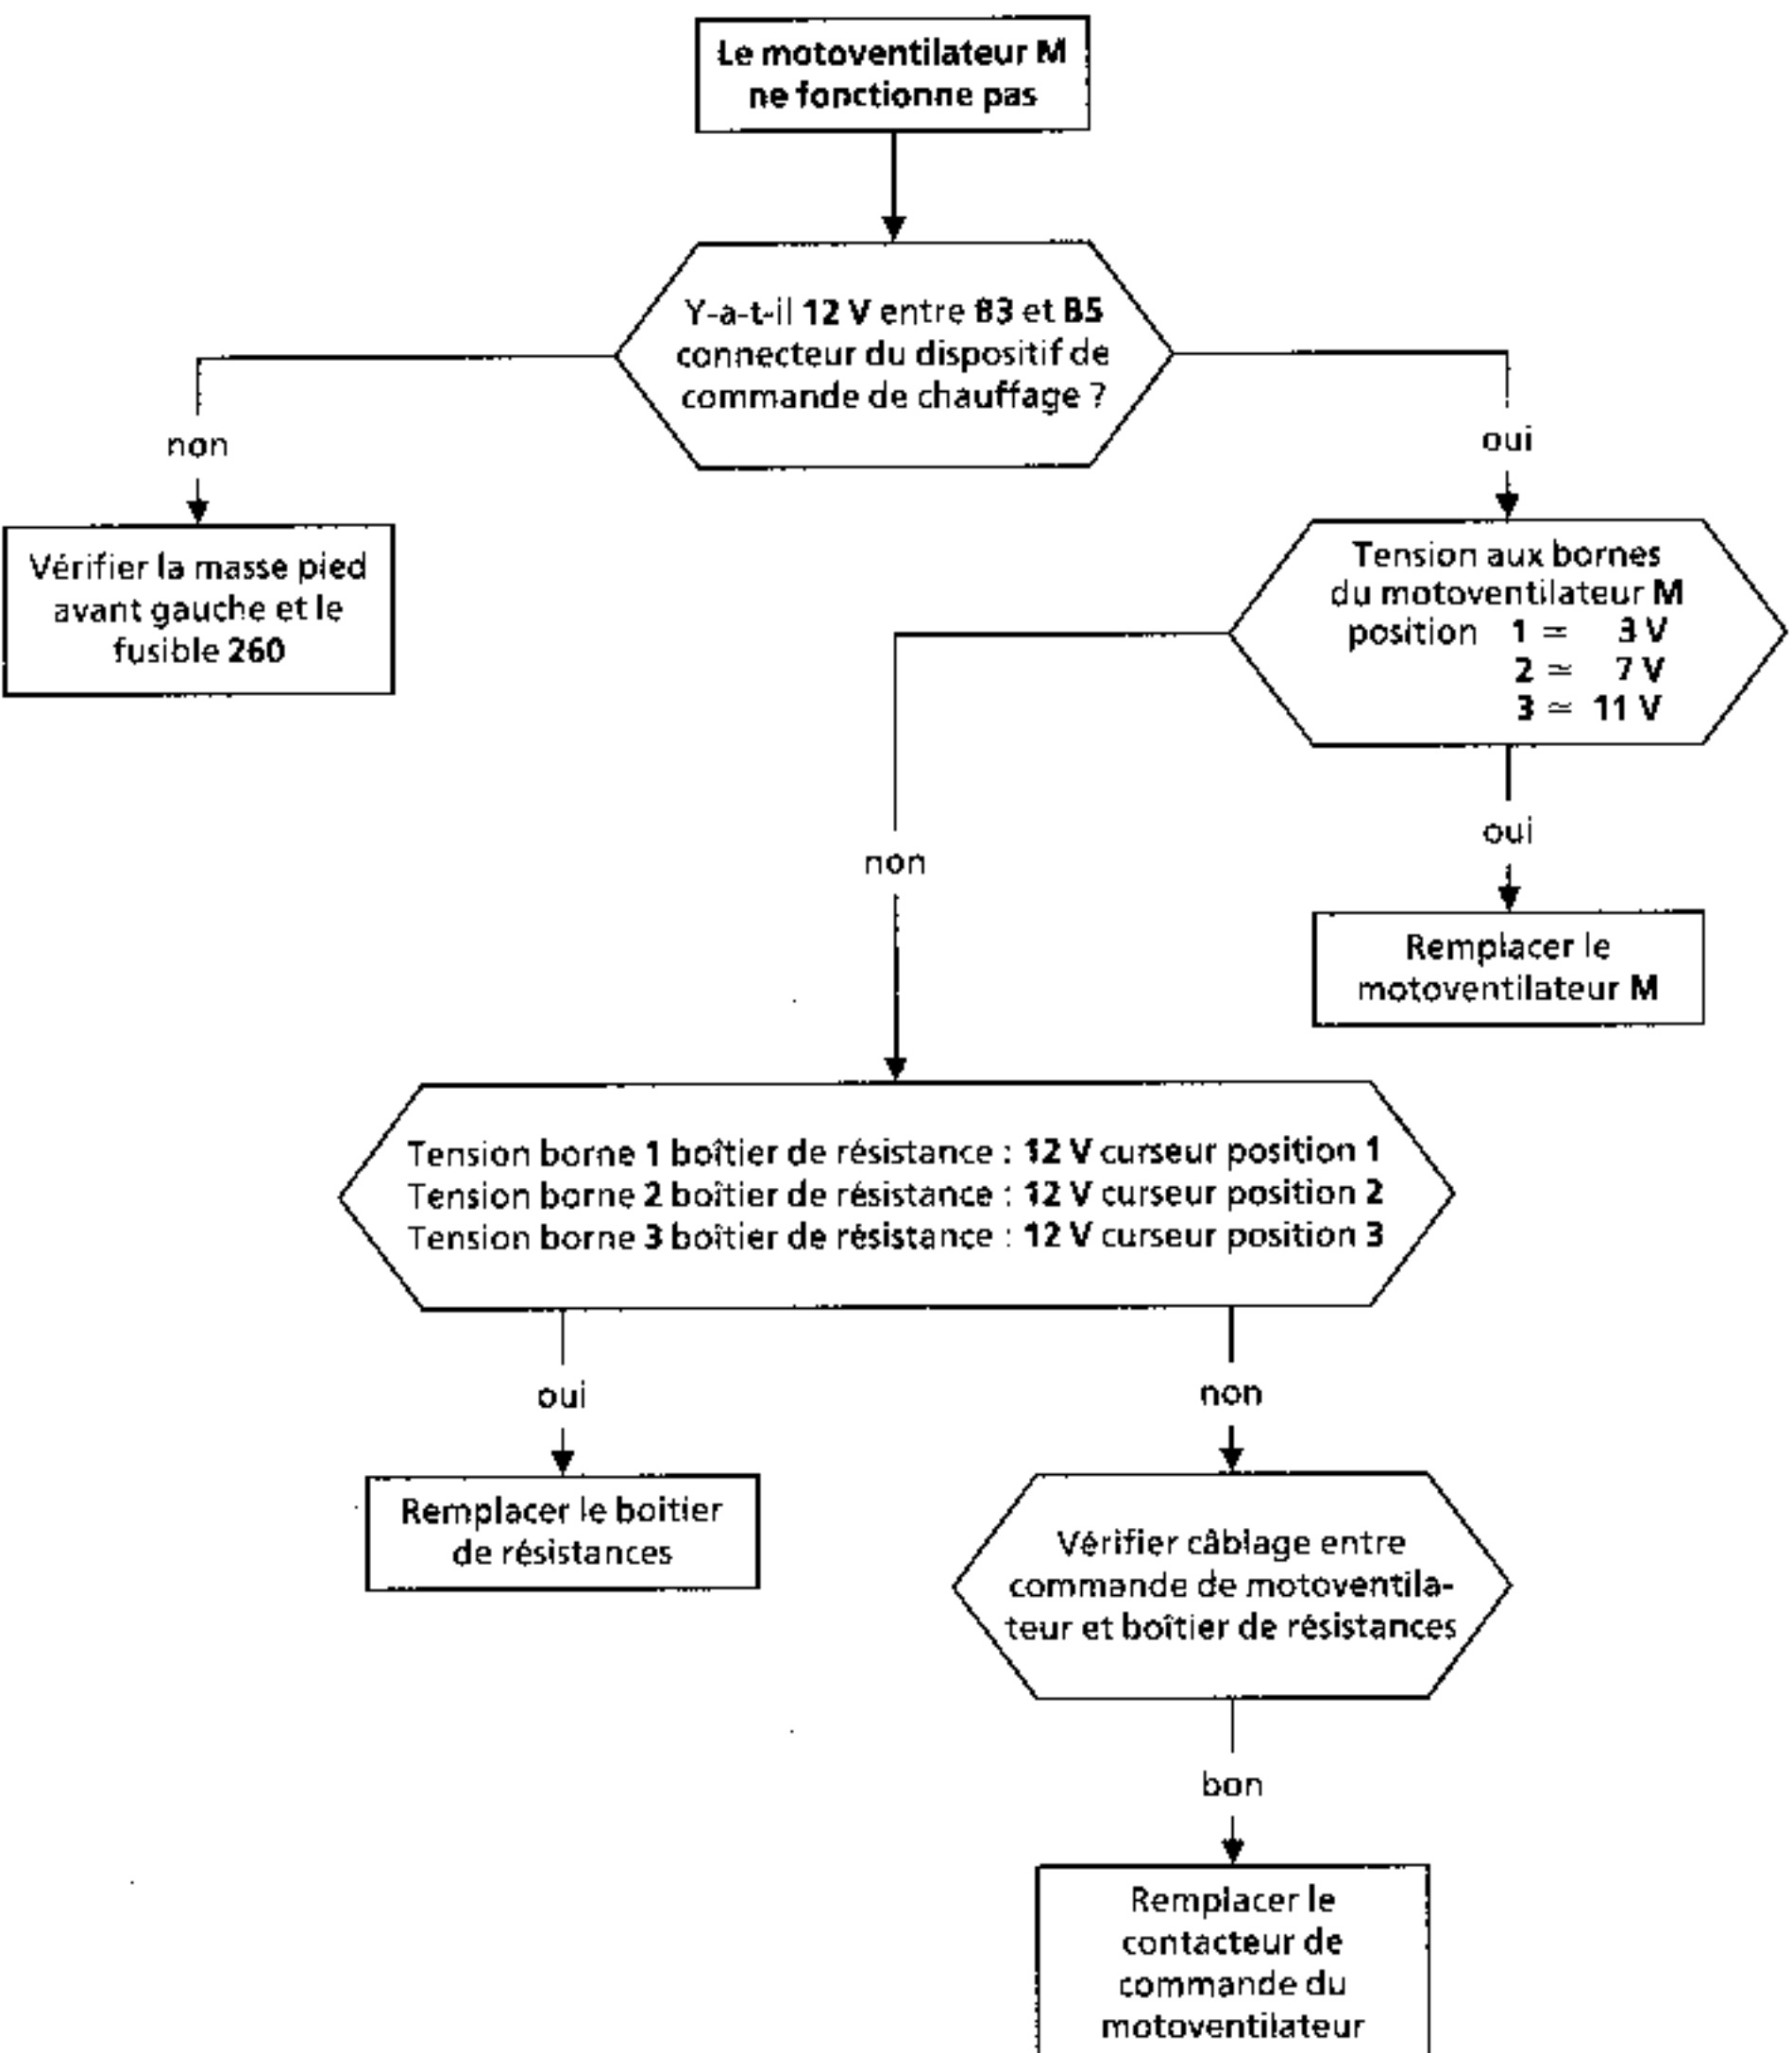 Le motoventilateur M
ne fonctionne pas
Y-a-t-il 12 V entre B3 et B5
connecteur du dispositif de
commande de chauffage ?
non
oui
Vérifier la masse pied
avant gauche et le
fusible 260
Tension aux bornes
du motoventilateur M
position 1 ≃ 3 V
2 ≃ 7 V
3 ≃ 11 V
non
oui
Remplacer le
motoventilateur M
Tension borne 1 boîtier de résistance : 12 V curseur position 1
Tension borne 2 boîtier de résistance : 12 V curseur position 2
Tension borne 3 boîtier de résistance : 12 V curseur position 3
oui
non
Remplacer le boitier
de résistances
Vérifier câblage entre
commande de motoventila-
teur et boîtier de résistances
bon
Remplacer le
contacteur de
commande du
motoventilateur